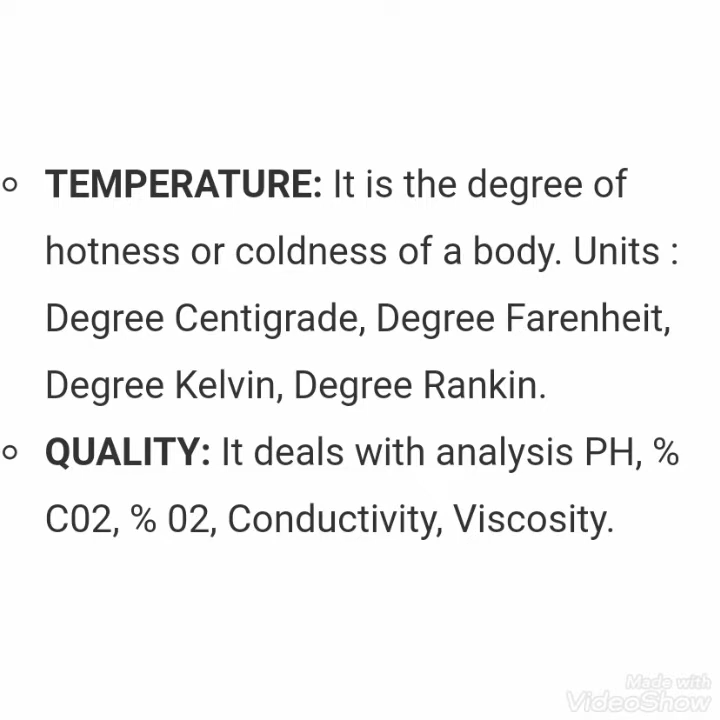 TEMPERATURE: It is the degree of
hotness or coldness of a body. Units :
Degree Centigrade, Degree Farenheit,
Degree Kelvin, Degree Rankin.
QUALITY: It deals with analysis PH, %
C02, % 02, Conductivity, Viscosity.
Made with
VideoShow